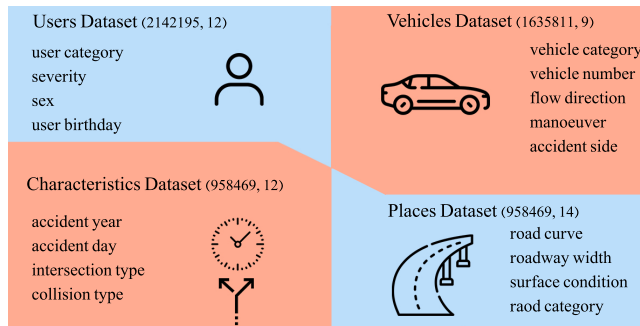 Users Dataset (2142195, 12)
user category
severity
sex
user birthday
Vehicles Dataset (1635811, 9)
vehicle category
vehicle number
flow direction
manoeuver
accident side
Characteristics Dataset (958469, 12)
accident year
accident day
intersection type
collision type
Places Dataset (958469, 14)
road curve
roadway width
surface condition
raod category